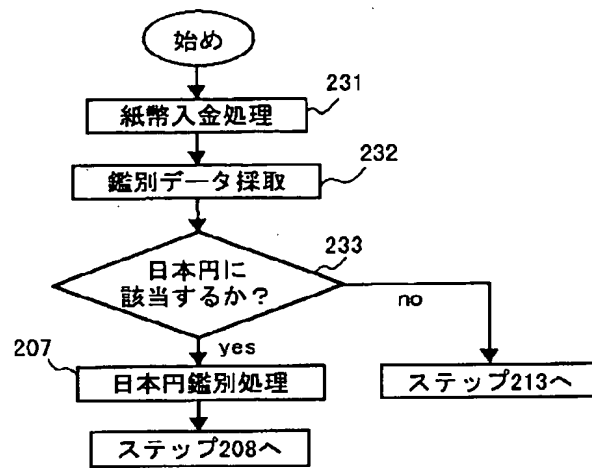 始め
231
紙幣入金処理
232
鑑別データ採取
233
日本円に
該当するか?
no
yes
207
日本円鑑別処理
ステップ213へ
ステップ208へ